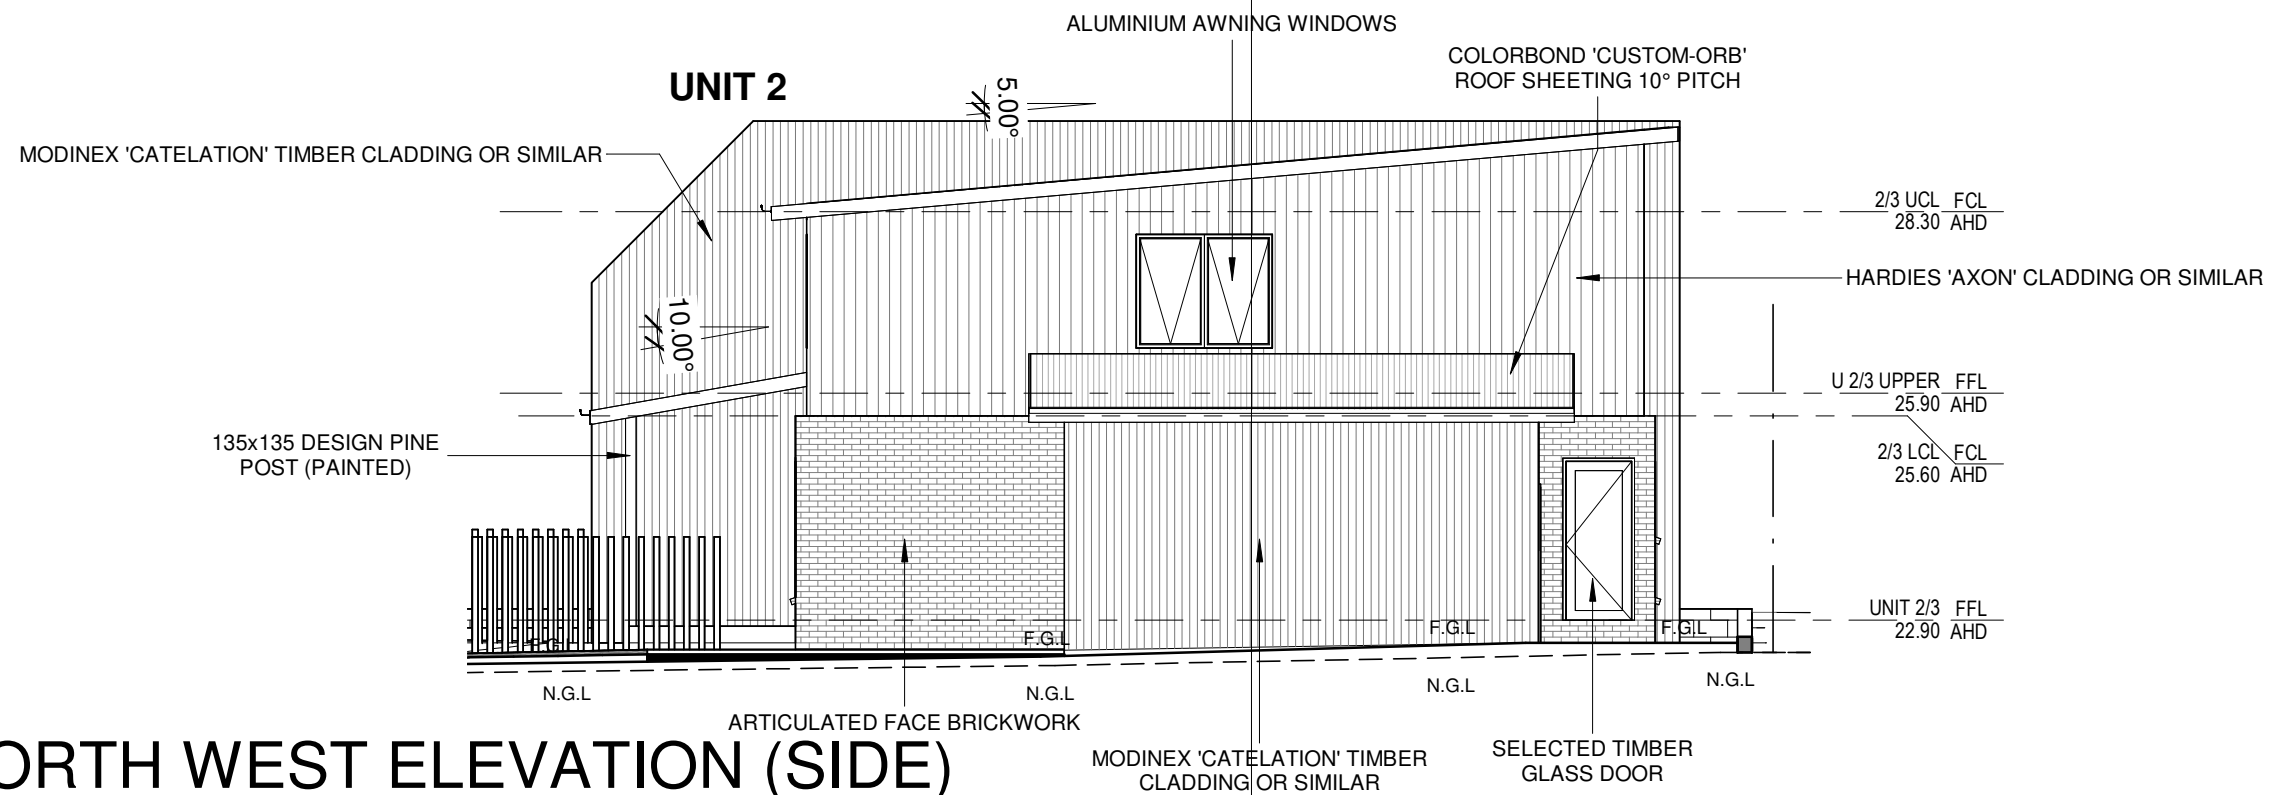 ALUMINIUM AWNING WINDOWS
COLORBOND 'CUSTOM-ORB'
ROOF SHEETING 10° PITCH
UNIT 2
5.00°
MODINEX 'CATELATION' TIMBER CLADDING OR SIMILAR
2/3 UCL FCL
28.30 AHD
HARDIES 'AXON' CLADDING OR SIMILAR
10.00°
U 2/3 UPPER FFL
25.90 AHD
135x135 DESIGN PINE
POST (PAINTED)
2/3 LCL FCL
25.60 AHD
UNIT 2/3 FFL
22.90 AHD
F.G.L
F.G.L
F.G.L
F.G.L
N.G.L
N.G.L
N.G.L
N.G.L
ARTICULATED FACE BRICKWORK
MODINEX 'CATELATION' TIMBER
CLADDING OR SIMILAR
SELECTED TIMBER
GLASS DOOR
ORTH WEST ELEVATION (SIDE)